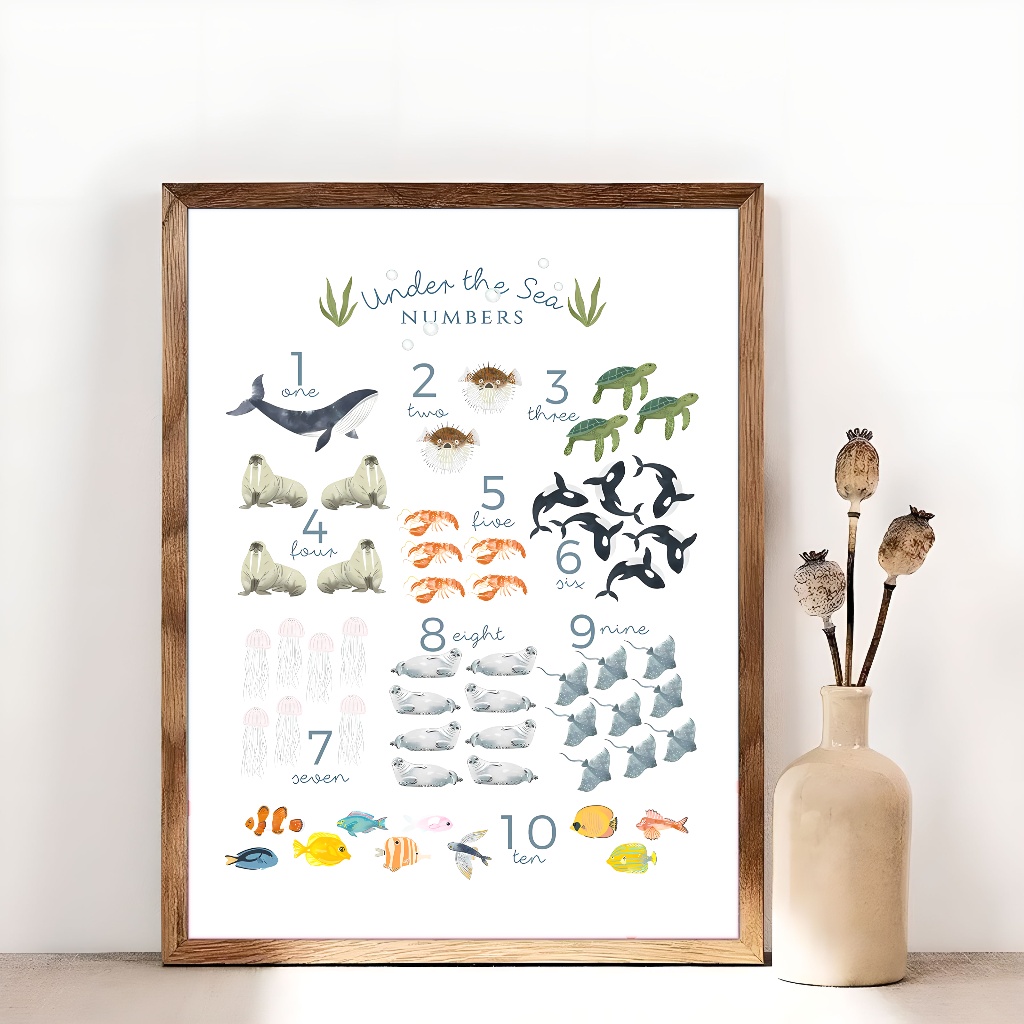 Under the Sea
NUMBERS
1
one
2
two
3
three
4
four
5
five
6
six
7
seven
8 eight
9 nine
10
ten